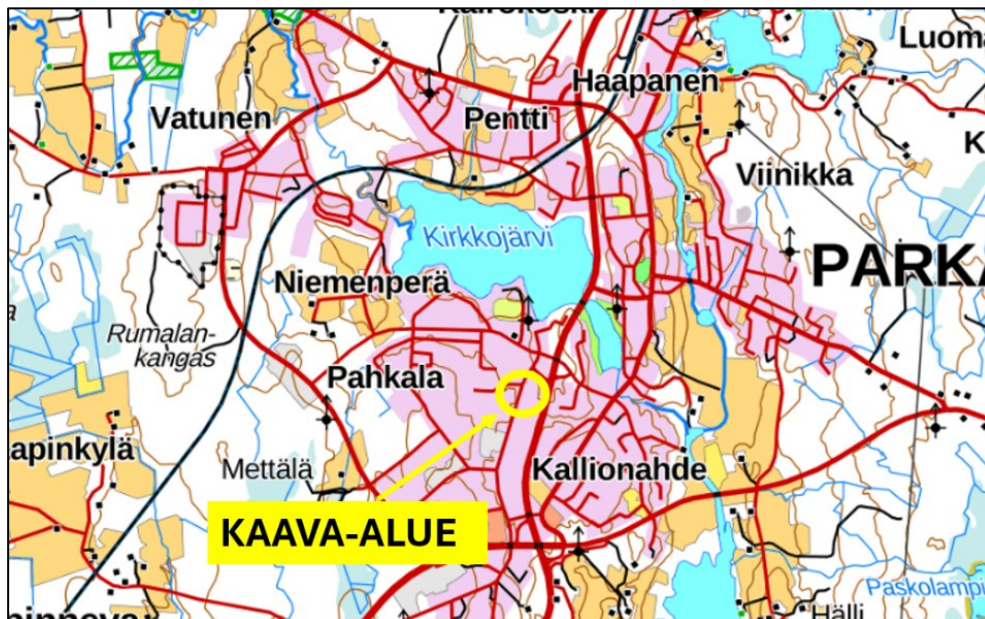 Luoma
Haapanen
Vatunen
Pentti
Viinikka
K
Kirkkojärvi
PARKA
Niemenperä
Rumalan-
kangas
Pahkala
apinkylä
Mettälä
Kallionahde
KAAVA-ALUE
Paskolampi
Hälli